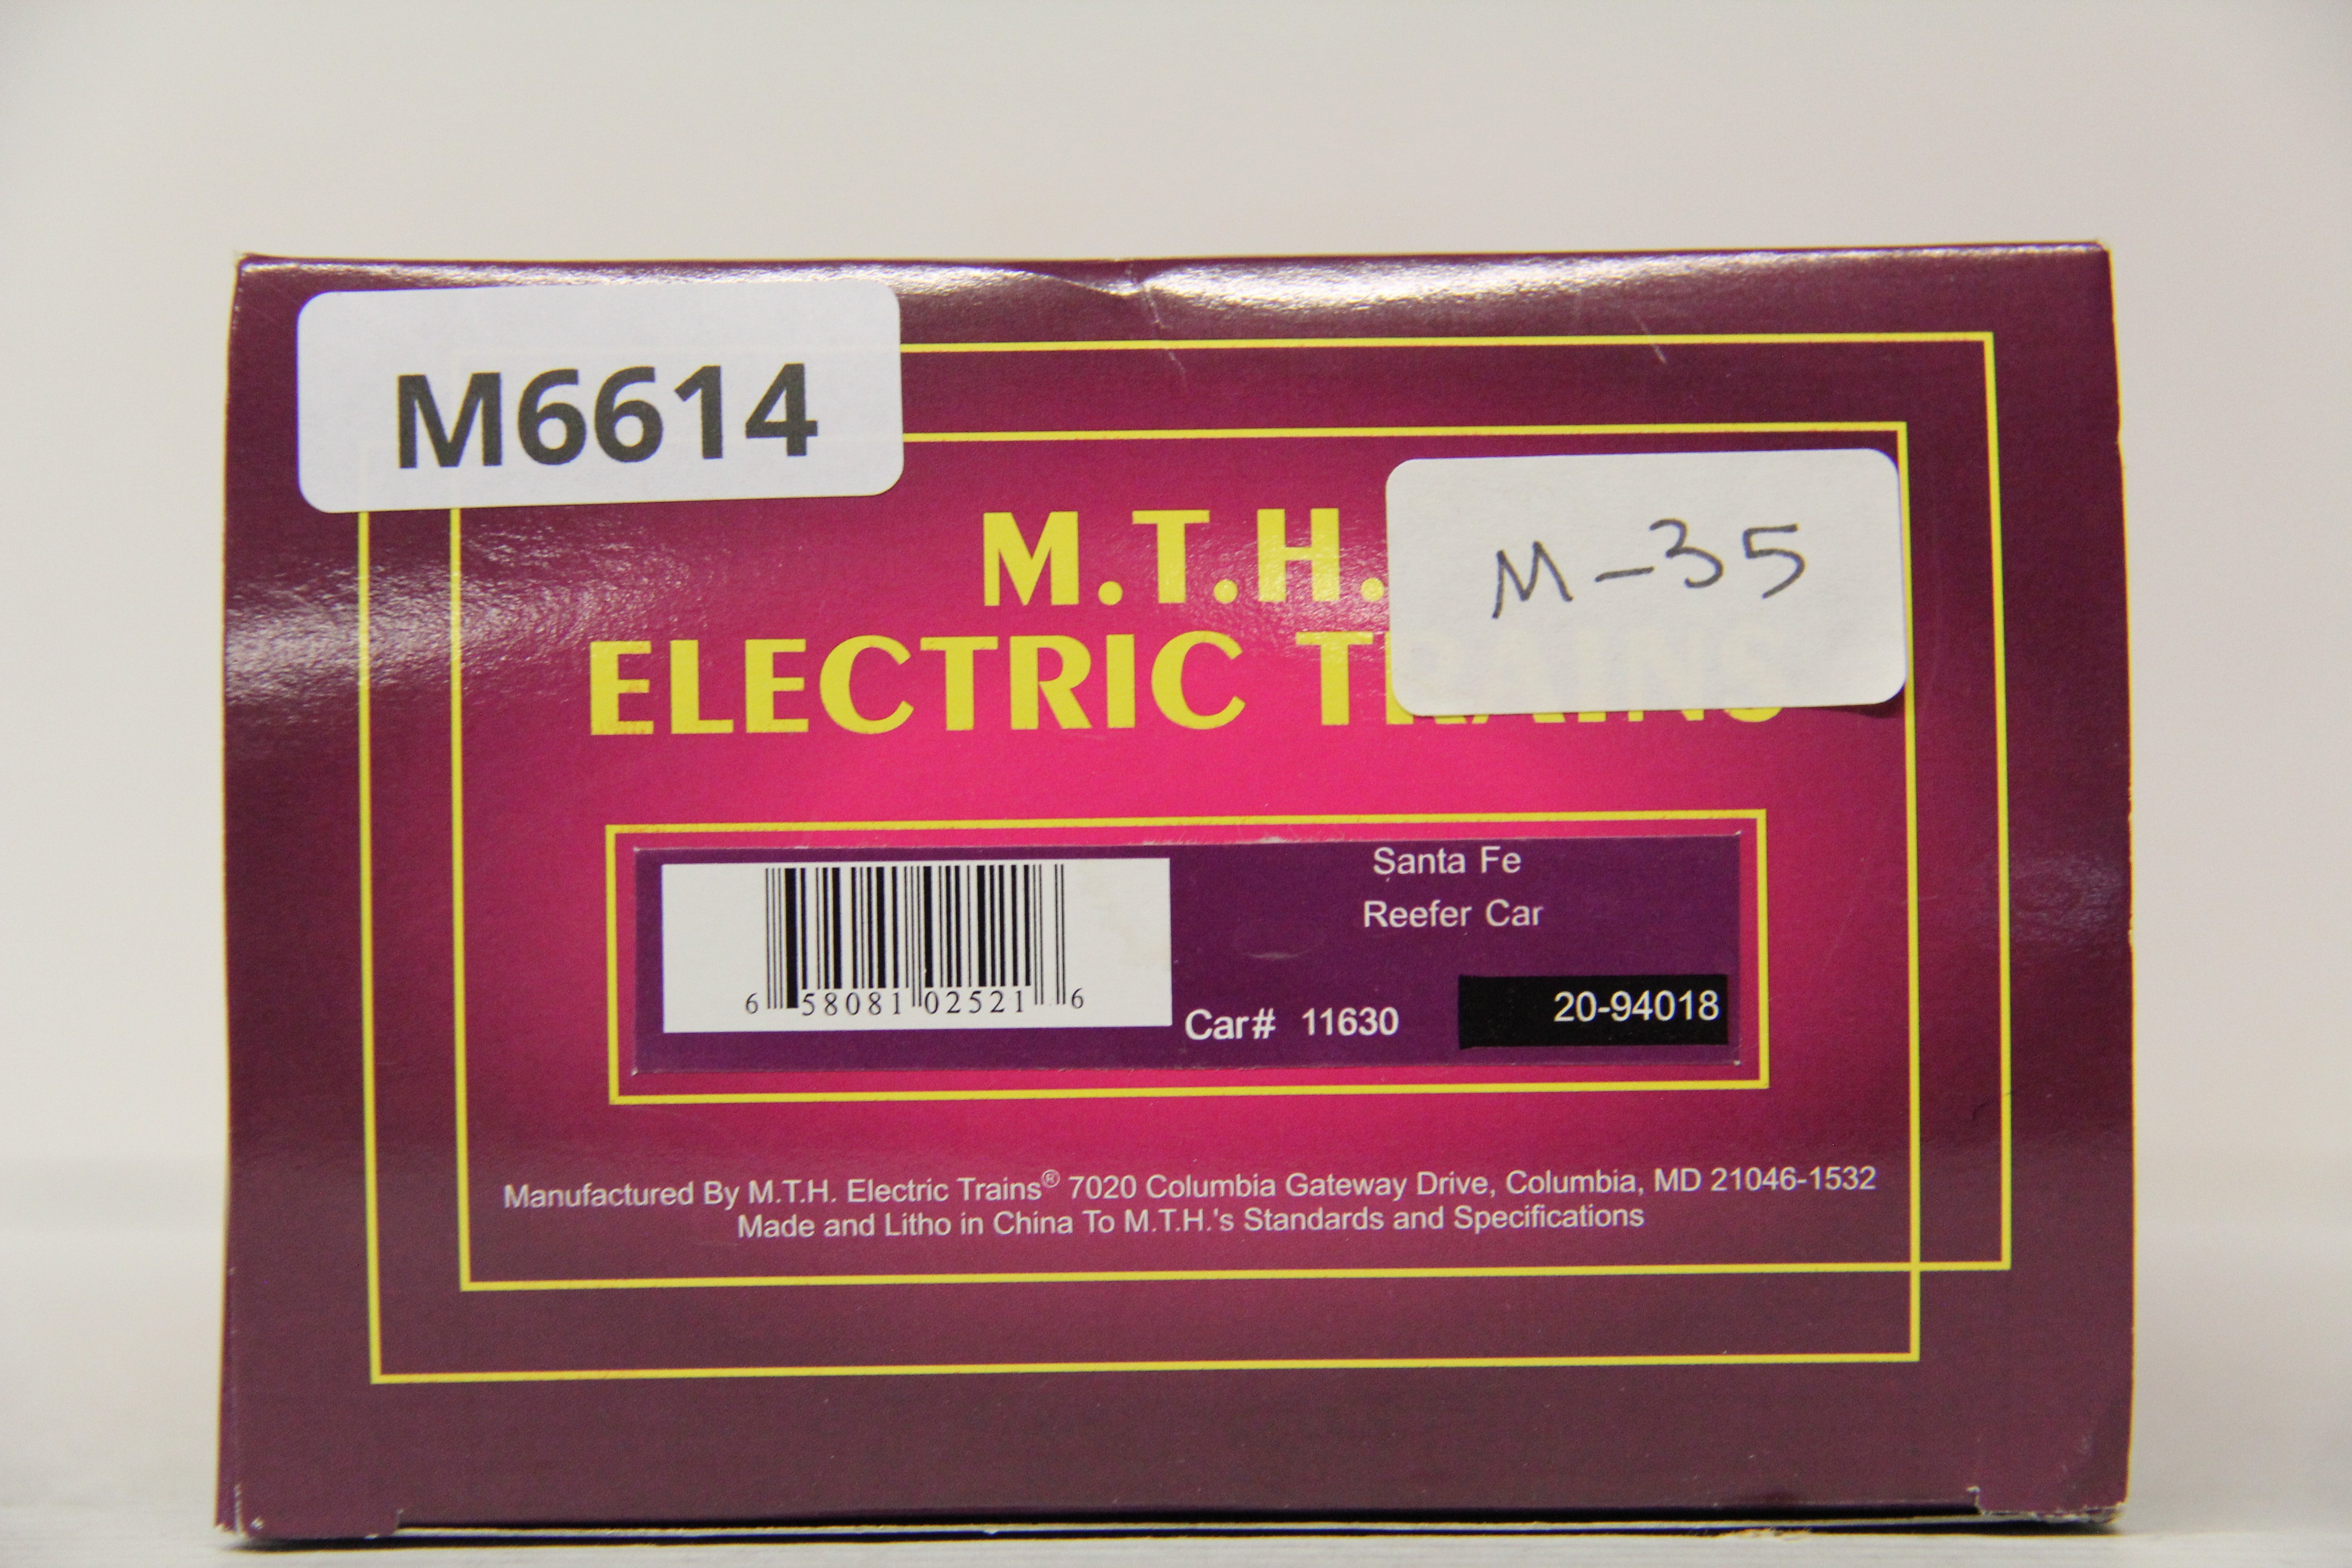 M6614
M-35
M.T.H.
ELECTRIC TRAINS
Santa Fe
Reefer Car
6 58081 02521 6
Car# 11630
20-94018
Manufactured By M.T.H. Electric Trains® 7020 Columbia Gateway Drive, Columbia, MD 21046-1532
Made and Litho in China To M.T.H.'s Standards and Specifications